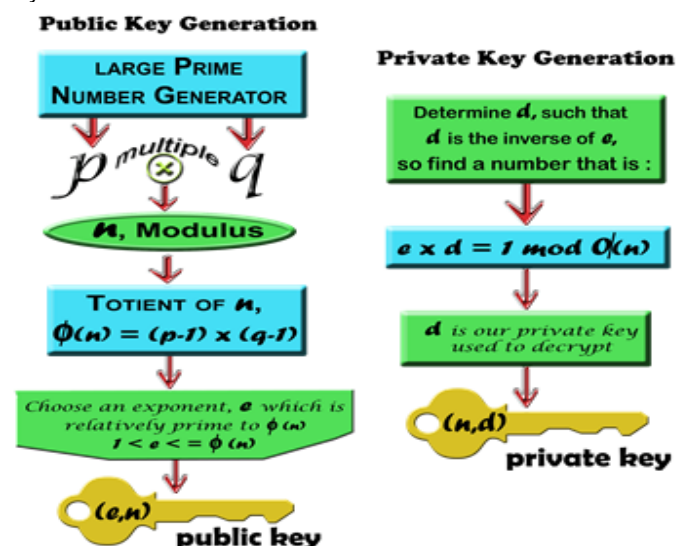 Public Key Generation
LARGE PRIME
NUMBER GENERATOR
p multiple q
n, Modulus
TOTIENT OF n,
ϕ(n) = (p-1) x (q-1)
Choose an exponent, e which is
relatively prime to ϕ(n)
1 < e <= ϕ(n)
(e,n)
public key
Private Key Generation
Determine d, such that
d is the inverse of e,
so find a number that is :
e x d = 1 mod O(n)
d is our private key
used to decrypt
(n,d)
private key